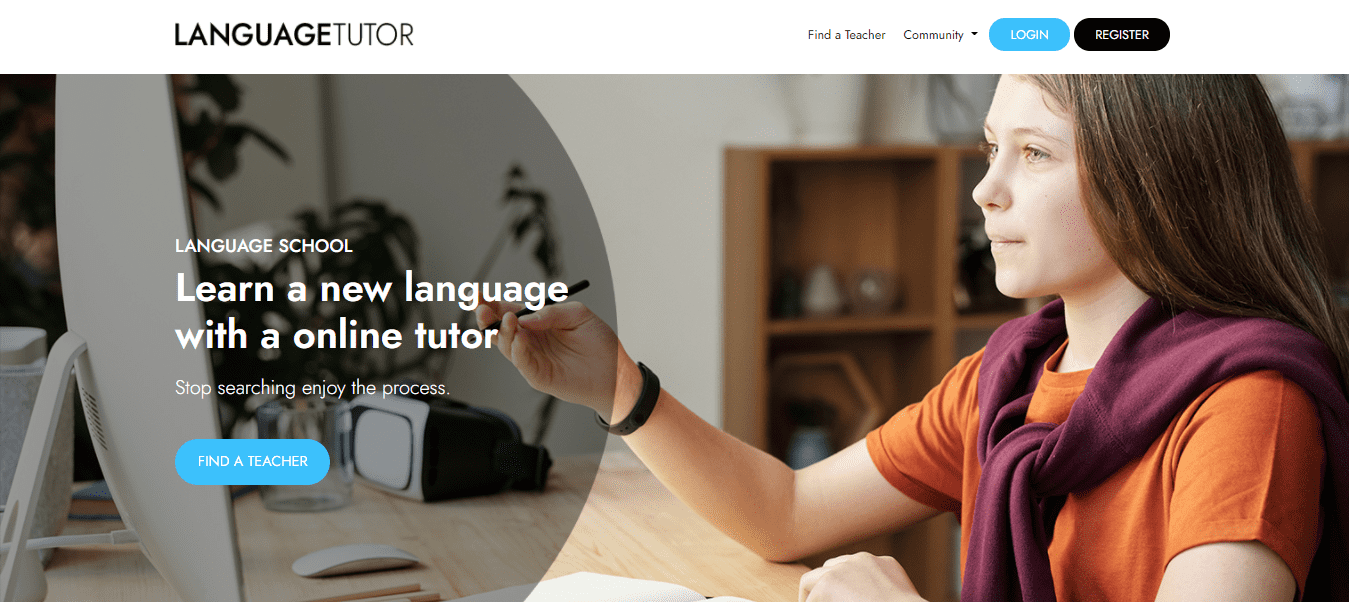 LANGUAGETUTOR
Find a Teacher
Community
LOGIN
REGISTER
LANGUAGE SCHOOL
Learn a new language
with a online tutor
Stop searching enjoy the process.
FIND A TEACHER